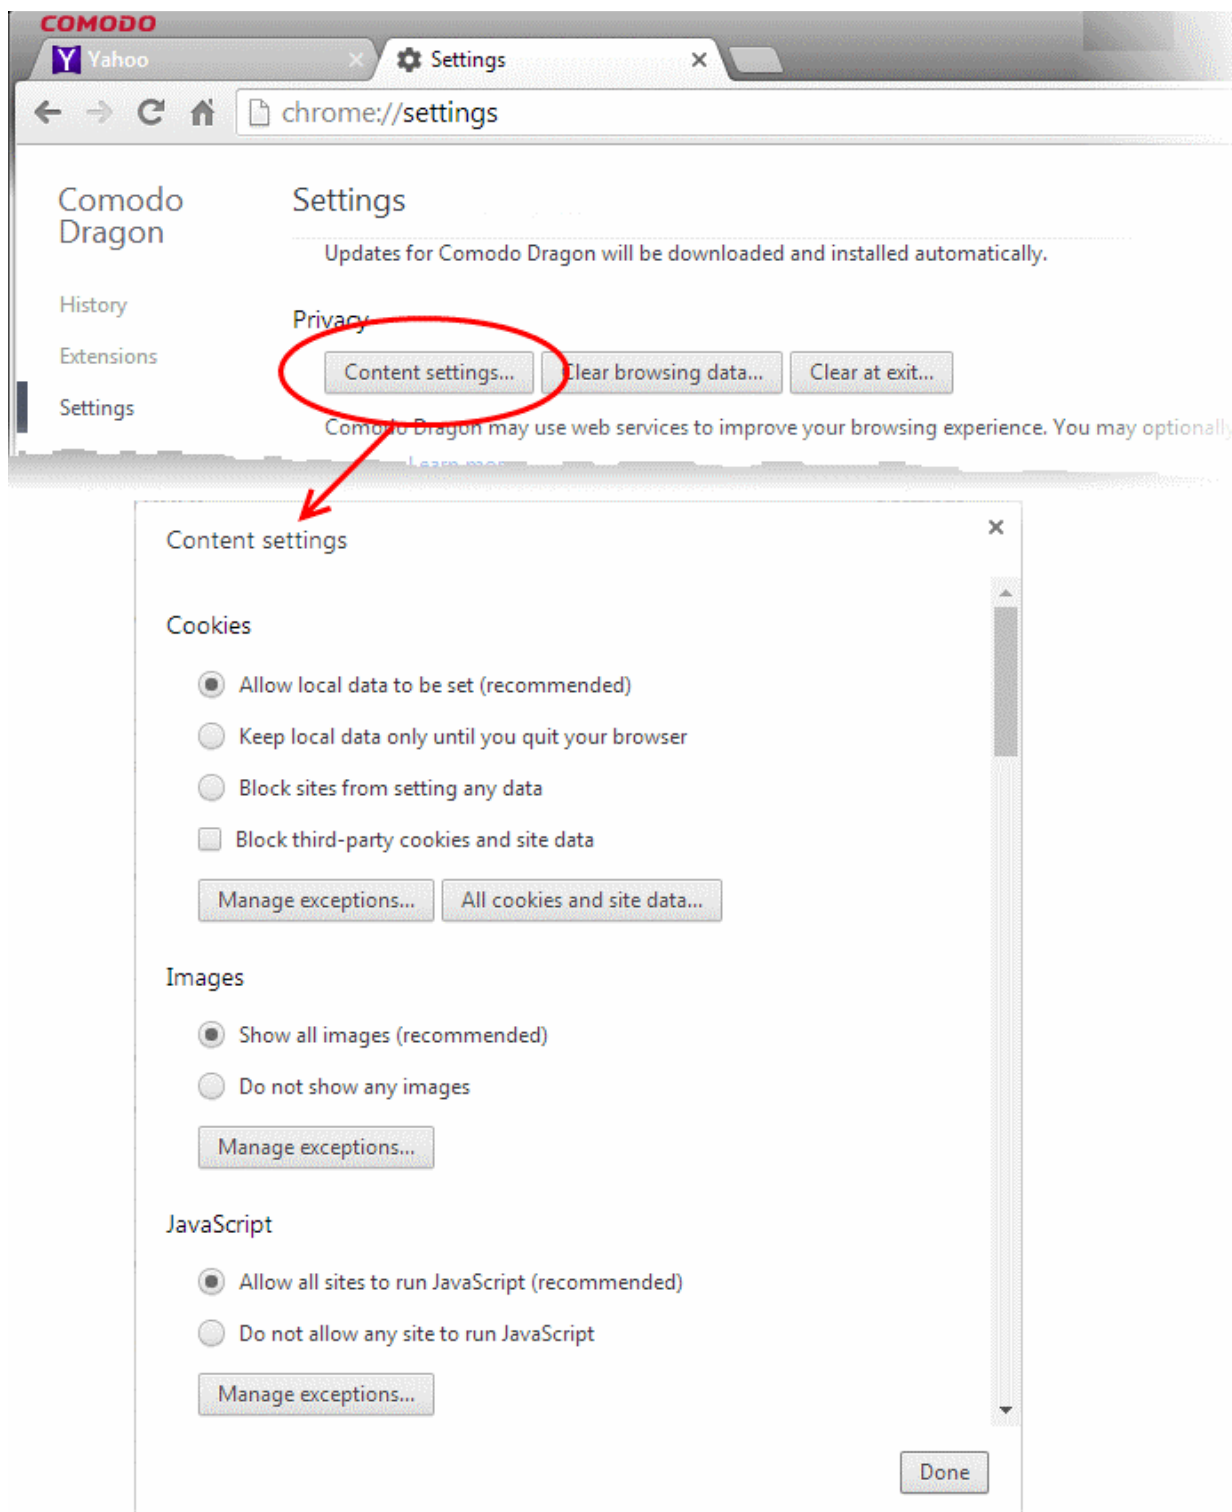 COMODO
Yahoo
Settings
chrome://settings
Comodo
Dragon
Settings
Updates for Comodo Dragon will be downloaded and installed automatically.
History
Privacy
Extensions
Content settings... Clear browsing data... Clear at exit...
Settings
Comodo Dragon may use web services to improve your browsing experience. You may optionally
Learn more
Content settings
Cookies
Allow local data to be set (recommended)
Keep local data only until you quit your browser
Block sites from setting any data
Block third-party cookies and site data
Manage exceptions... All cookies and site data...
Images
Show all images (recommended)
Do not show any images
Manage exceptions...
JavaScript
Allow all sites to run JavaScript (recommended)
Do not allow any site to run JavaScript
Manage exceptions...
Done